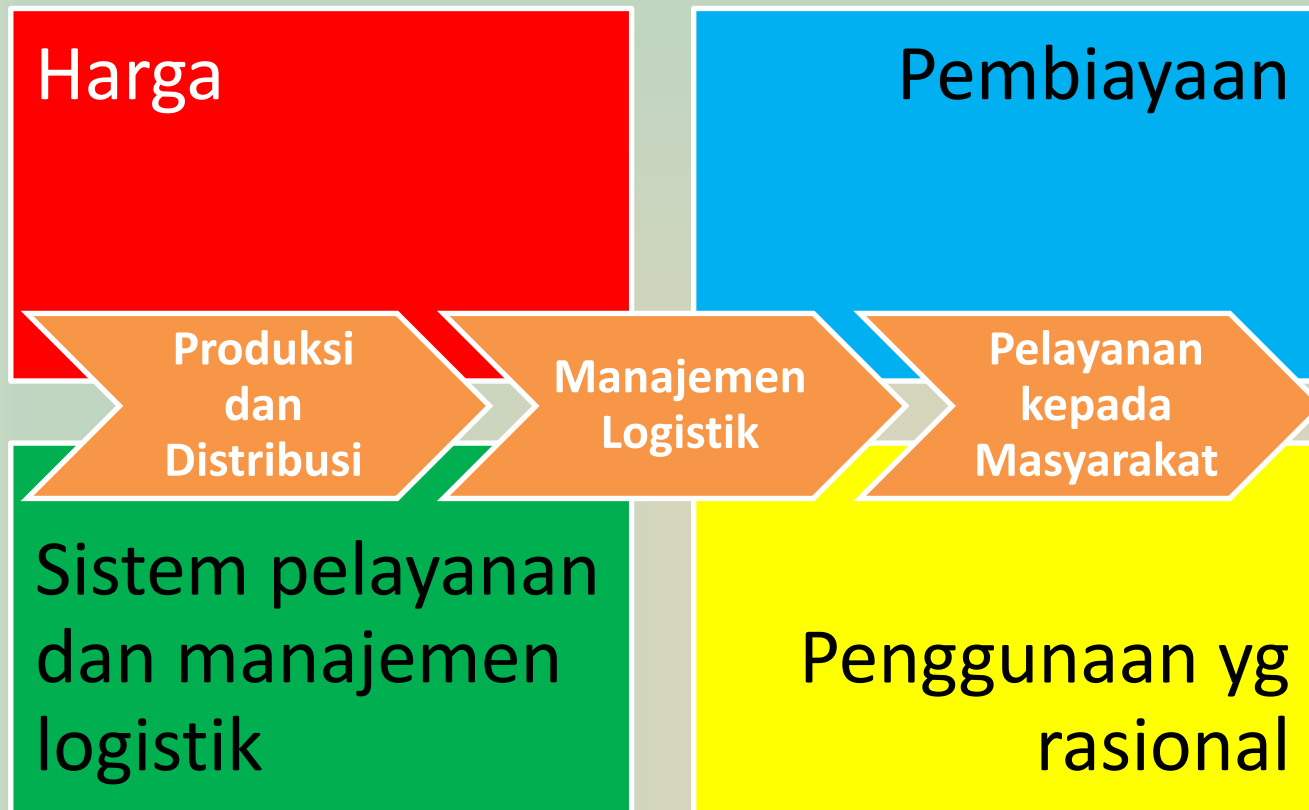 Harga
Pembiayaan
Produksi
dan
Distribusi
Manajemen
Logistik
Pelayanan
kepada
Masyarakat
Sistem pelayanan
dan manajemen
logistik
Penggunaan yg
rasional